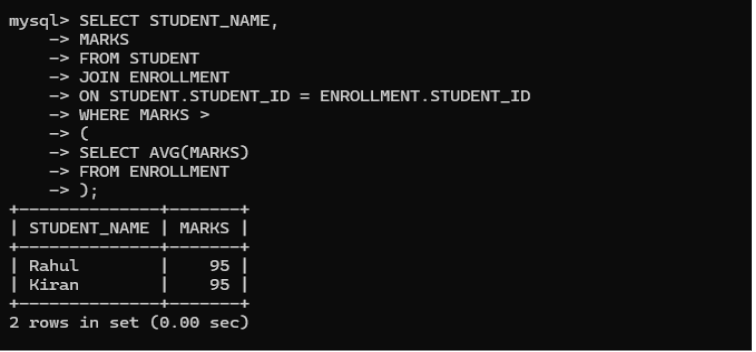 mysql> SELECT STUDENT_NAME,
    -> MARKS
    -> FROM STUDENT
    -> JOIN ENROLLMENT
    -> ON STUDENT.STUDENT_ID = ENROLLMENT.STUDENT_ID
    -> WHERE MARKS >
    -> (
    -> SELECT AVG(MARKS)
    -> FROM ENROLLMENT
    -> );
+--------------+-------+
| STUDENT_NAME | MARKS |
+--------------+-------+
| Rahul        |    95 |
| Kiran        |    95 |
+--------------+-------+
2 rows in set (0.00 sec)